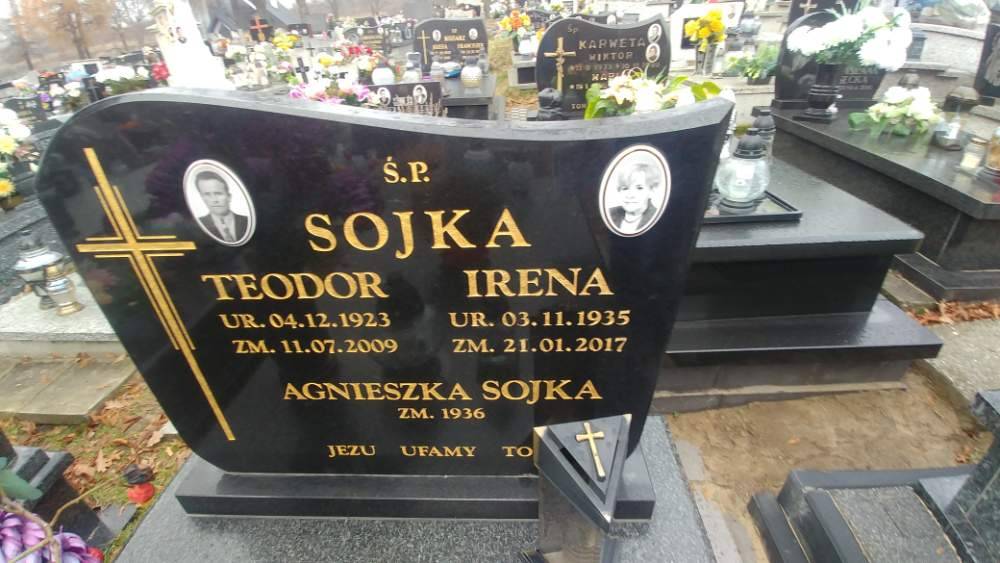 Ś.P.
SOJKA
TEODOR IRENA
UR. 04.12.1923 UR. 03.11.1935
ZM. 11.07.2009 ZM. 21.01.2017
AGNIESZKA SOJKA
ZM. 1936
JEZU UFAMY TO
KARWETA
WIKTOR